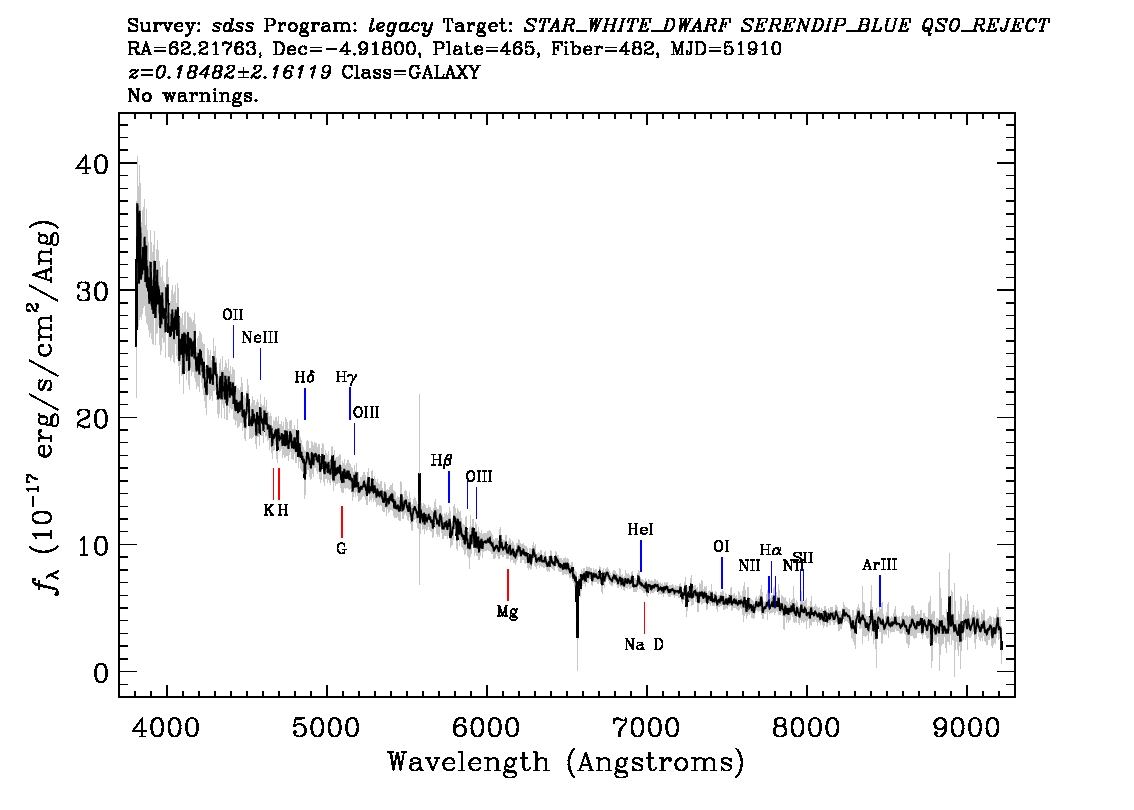 Survey: sdss Program: legacy Target: STAR_WHITE_DWARF SERENDIP_BLUE QSO_REJECT
RA=62.21763, Dec=−4.91800, Plate=465, Fiber=482, MJD=51910
z=0.18482±2.16119 Class=GALAXY
No warnings.
40
30
20
10
0
f_λ (10^−17 erg/s/cm^2/Ang)
OII
NeIII
Hδ
Hγ
OIII
Hβ
OIII
HeI
OI
NII
Hα
NII
SII
ArIII
K H
G
Mg
Na D
4000 5000 6000 7000 8000 9000
Wavelength (Angstroms)